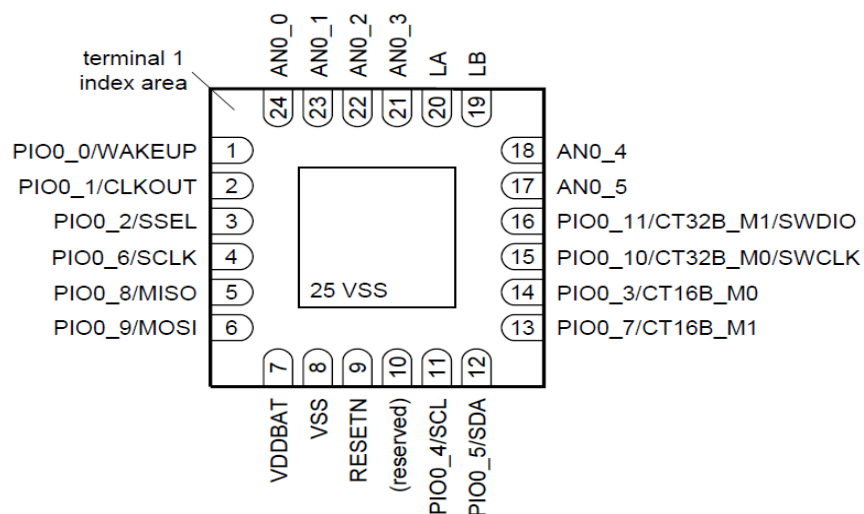 AN0_0
AN0_1
AN0_2
AN0_3
LA
LB
terminal 1
index area
24
23
22
21
20
19
PIO0_0/WAKEUP 1
18 AN0_4
PIO0_1/CLKOUT 2
17 AN0_5
PIO0_2/SSEL 3
16 PIO0_11/CT32B_M1/SWDIO
PIO0_6/SCLK 4
15 PIO0_10/CT32B_M0/SWCLK
PIO0_8/MISO 5
25 VSS
14 PIO0_3/CT16B_M0
PIO0_9/MOSI 6
13 PIO0_7/CT16B_M1
7
8
9
10
11
12
VDDBAT
VSS
RESETN
(reserved)
PIO0_4/SCL
PIO0_5/SDA